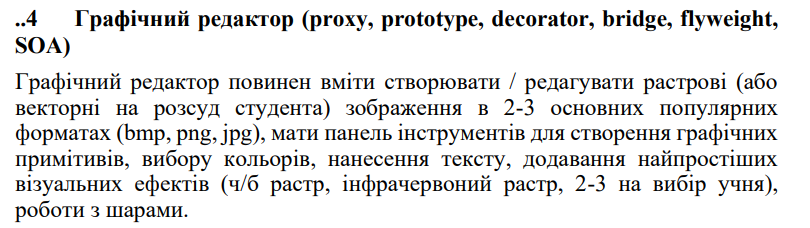 ..4 Графічний редактор (proxy, prototype, decorator, bridge, flyweight,
SOA)
Графічний редактор повинен вміти створювати / редагувати растрові (або
векторні на розсуд студента) зображення в 2-3 основних популярних
форматах (bmp, png, jpg), мати панель інструментів для створення графічних
примітивів, вибору кольорів, нанесення тексту, додавання найпростіших
візуальних ефектів (ч/б растр, інфрачервоний растр, 2-3 на вибір учня),
роботи з шарами.